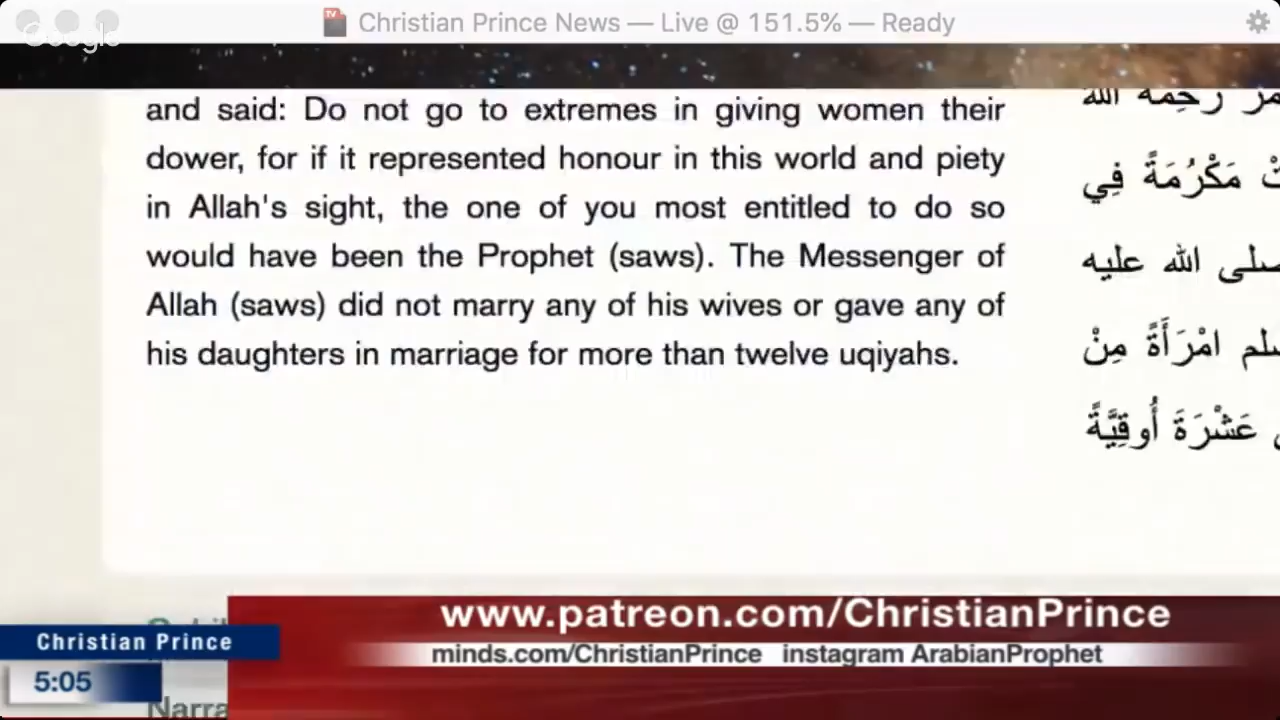 Christian Prince News — Live @ 151.5% — Ready
Google
and said: Do not go to extremes in giving women their
dower, for if it represented honour in this world and piety
in Allah's sight, the one of you most entitled to do so
would have been the Prophet (saws). The Messenger of
Allah (saws) did not marry any of his wives or gave any of
his daughters in marriage for more than twelve uqiyahs.
رحمه الله
مَكْرُمَةً فِي
صلى الله عليه
امْرَأَةً مِنْ
عَشْرَةَ أُوقِيَّةً
www.patreon.com/ChristianPrince
Christian Prince
minds.com/ChristianPrince instagram ArabianProphet
5:05
Narra